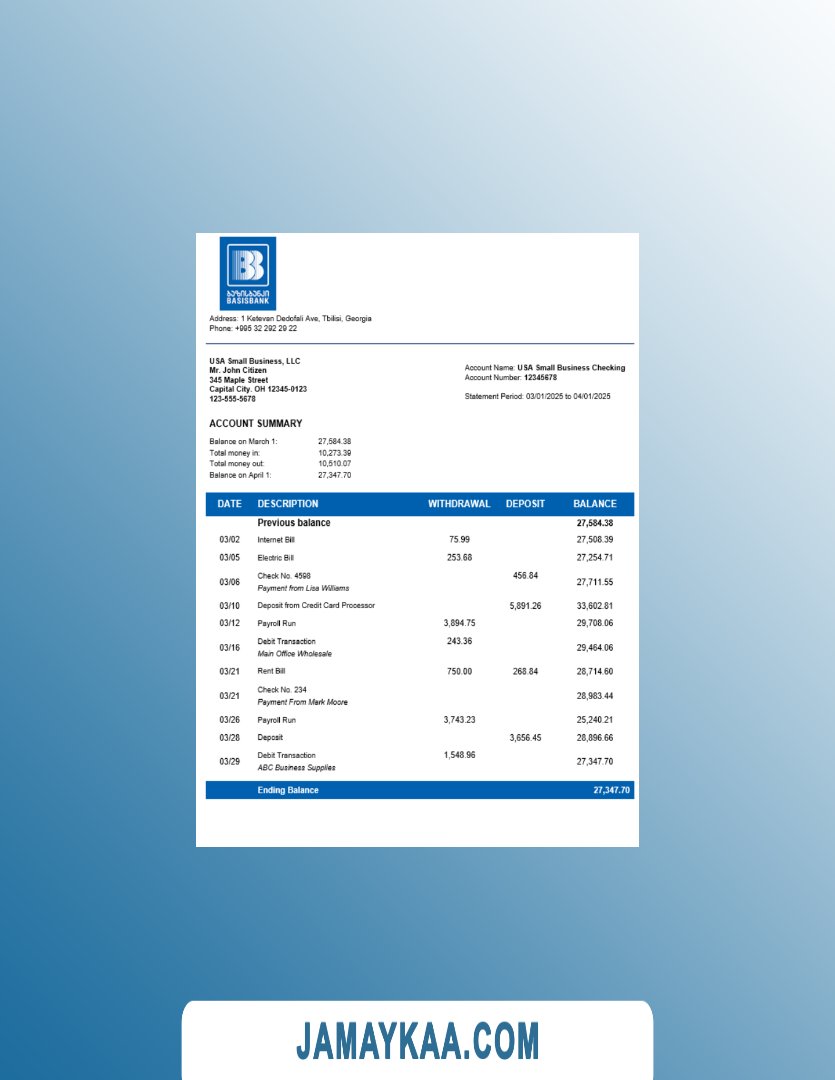 ბაზისბანკი
BASISBANK
Address: 1 Ketevan Dedofali Ave, Tbilisi, Georgia
Phone: +995 32 292 29 22
USA Small Business, LLC
Mr. John Citizen
345 Maple Street
Capital City. OH 12345-0123
123-555-5678
Account Name: USA Small Business Checking
Account Number: 12345678
Statement Period: 03/01/2025 to 04/01/2025
ACCOUNT SUMMARY
Balance on March 1: 27,584.38
Total money in: 10,273.39
Total money out: 10,510.07
Balance on April 1: 27,347.70
DATE DESCRIPTION WITHDRAWAL DEPOSIT BALANCE
Previous balance 27,584.38
03/02 Internet Bill 75.99 27,508.39
03/05 Electric Bill 253.68 27,254.71
03/06 Check No. 4598 456.84 27,711.55
Payment from Lisa Williams
03/10 Deposit from Credit Card Processor 5,891.26 33,602.81
03/12 Payroll Run 3,894.75 29,708.06
03/16 Debit Transaction 243.36 29,464.06
Main Office Wholesale
03/21 Rent Bill 750.00 268.84 28,714.60
03/21 Check No. 234 28,983.44
Payment From Mark Moore
03/26 Payroll Run 3,743.23 25,240.21
03/28 Deposit 3,656.45 28,896.66
03/29 Debit Transaction 1,548.96 27,347.70
ABC Business Supplies
Ending Balance 27,347.70
JAMAYKAA.COM